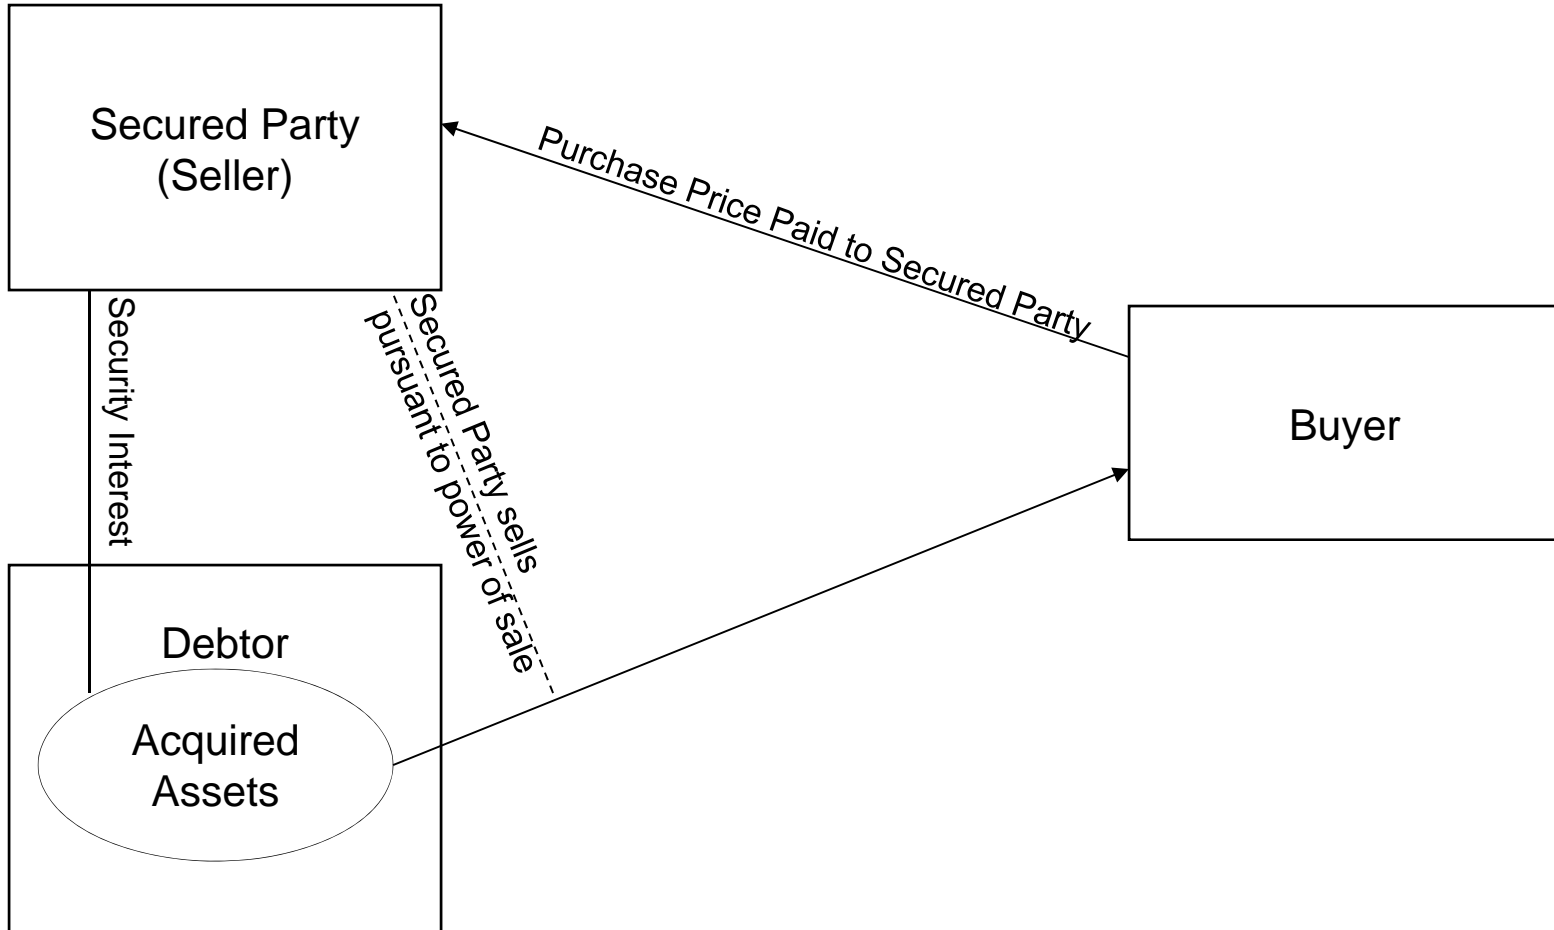 Secured Party
(Seller)
Purchase Price Paid to Secured Party
Security Interest
Secured Party sells
pursuant to power of sale
Buyer
Debtor
Acquired
Assets